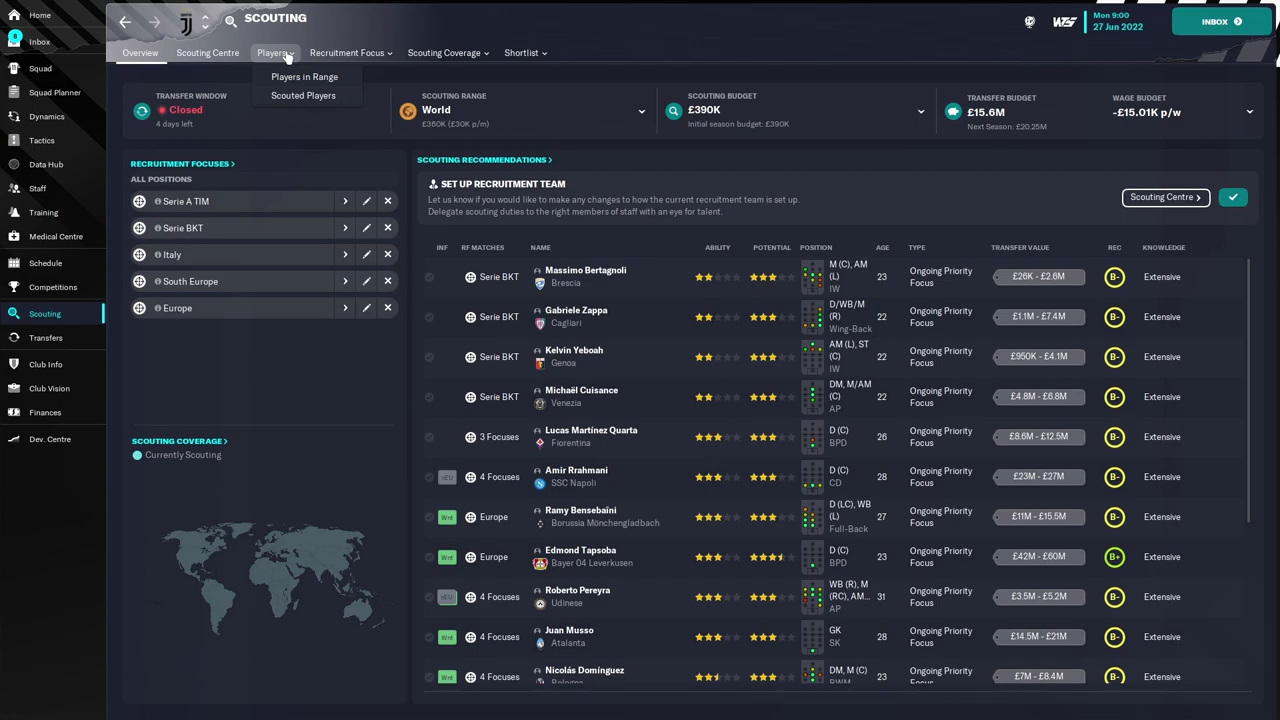 SCOUTING
Mon 9:00
27 Jun 2022
INBOX
Home
8
Inbox
Squad
Squad Planner
Dynamics
Tactics
Data Hub
Staff
Training
Medical Centre
Schedule
Competitions
Scouting
Transfers
Club Info
Club Vision
Finances
Dev. Centre
Overview Scouting Centre Players Recruitment Focus Scouting Coverage Shortlist
Players in Range
Scouted Players
TRANSFER WINDOW
Closed
4 days left
SCOUTING RANGE
World
£360K (£30K p/m)
SCOUTING BUDGET
£390K
Initial season budget: £390K
TRANSFER BUDGET
£15.6M
Next Season: £20.25M
WAGE BUDGET
-£15.01K p/w
RECRUITMENT FOCUSES >
ALL POSITIONS
Serie A TIM
Serie BKT
Italy
South Europe
Europe
SCOUTING COVERAGE >
Currently Scouting
SCOUTING RECOMMENDATIONS >
SET UP RECRUITMENT TEAM
Let us know if you would like to make any changes to how the current recruitment team is set up.
Delegate scouting duties to the right members of staff with an eye for talent.
Scouting Centre >
INF RF MATCHES NAME ABILITY POTENTIAL POSITION AGE TYPE TRANSFER VALUE REC KNOWLEDGE
Serie BKT Massimo Bertagnoli Brescia M (C), AM (L) IW 23 Ongoing Priority Focus £26K - £2.6M B- Extensive
Serie BKT Gabriele Zappa Cagliari D/WB/M (R) Wing-Back 22 Ongoing Priority Focus £1.1M - £7.4M B- Extensive
Serie BKT Kelvin Yeboah Genoa AM (L), ST (C) IW 22 Ongoing Priority Focus £950K - £4.1M B- Extensive
Serie BKT Michaël Cuisance Venezia DM, M/AM (C) AP 22 Ongoing Priority Focus £4.8M - £6.8M B- Extensive
3 Focuses Lucas Martínez Quarta Fiorentina D (C) BPD 26 Ongoing Priority Focus £8.6M - £12.5M B- Extensive
nEU 4 Focuses Amir Rrahmani SSC Napoli D (C) CD 28 Ongoing Priority Focus £23M - £27M B- Extensive
Wnt Europe Ramy Bensebaïni Borussia Mönchengladbach D (LC), WB (L) Full-Back 27 Ongoing Priority Focus £11M - £15.5M B- Extensive
Wnt Europe Edmond Tapsoba Bayer 04 Leverkusen D (C) BPD 23 Ongoing Priority Focus £42M - £60M B+ Extensive
nEU 4 Focuses Roberto Pereyra Udinese WB (R), M (RC), AM... AP 31 Ongoing Priority Focus £3.5M - £5.2M B- Extensive
Wnt 4 Focuses Juan Musso Atalanta GK SK 28 Ongoing Priority Focus £14.5M - £21M B- Extensive
Wnt 4 Focuses Nicolás Domínguez Bologna DM, M (C) 23 Ongoing Priority Focus £7M - £8.4M B- Extensive